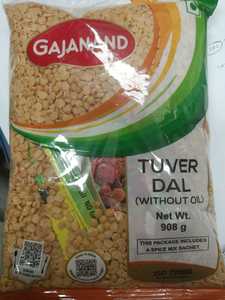 GAJANAND
TUVER
DAL
(WITHOUT OIL)
Net Wt.
908 g
THIS PACKAGE INCLUDES
A SPICE MIX SACHET